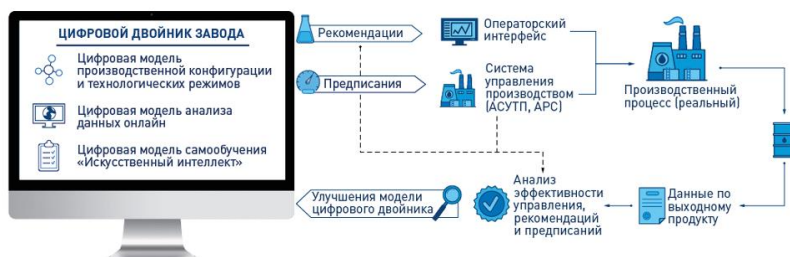 ЦИФРОВОЙ ДВОЙНИК ЗАВОДА
Цифровая модель
производственной конфигурации
и технологических режимов
Цифровая модель анализа
данных онлайн
Цифровая модель самообучения
«Искусственный интеллект»
Рекомендации
Операторский
интерфейс
Предписания
Система
управления
производством
(АСУТП, АРС)
Производственный
процесс (реальный)
Улучшения модели
цифрового двойника
Анализ
эффективности
управления,
рекомендаций
и предписаний
Данные по
выходному
продукту